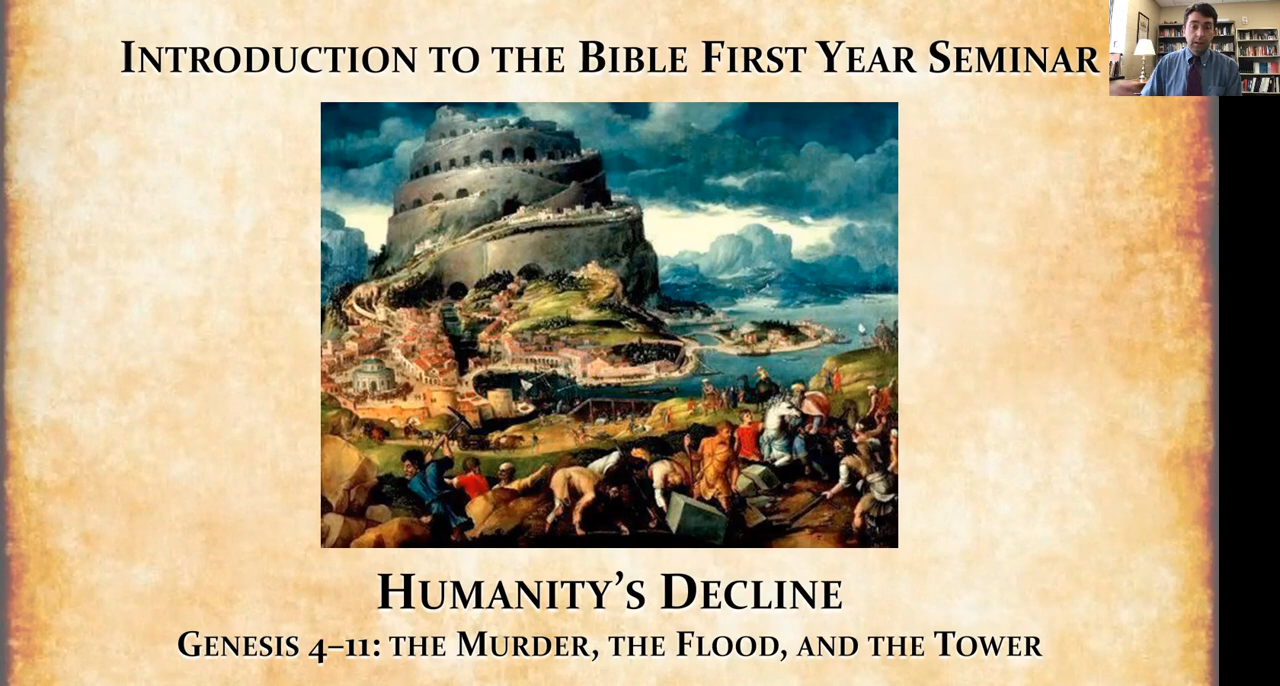 Introduction to the Bible First Year Seminar
Humanity’s Decline
Genesis 4–11: the Murder, the Flood, and the Tower